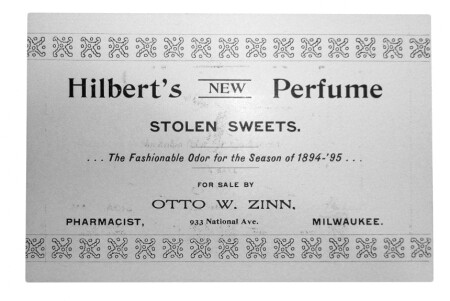 Hilbert's NEW Perfume
STOLEN SWEETS.
... The Fashionable Odor for the Season of 1894-'95 ...
FOR SALE BY
OTTO W. ZINN,
PHARMACIST, 933 National Ave. MILWAUKEE.